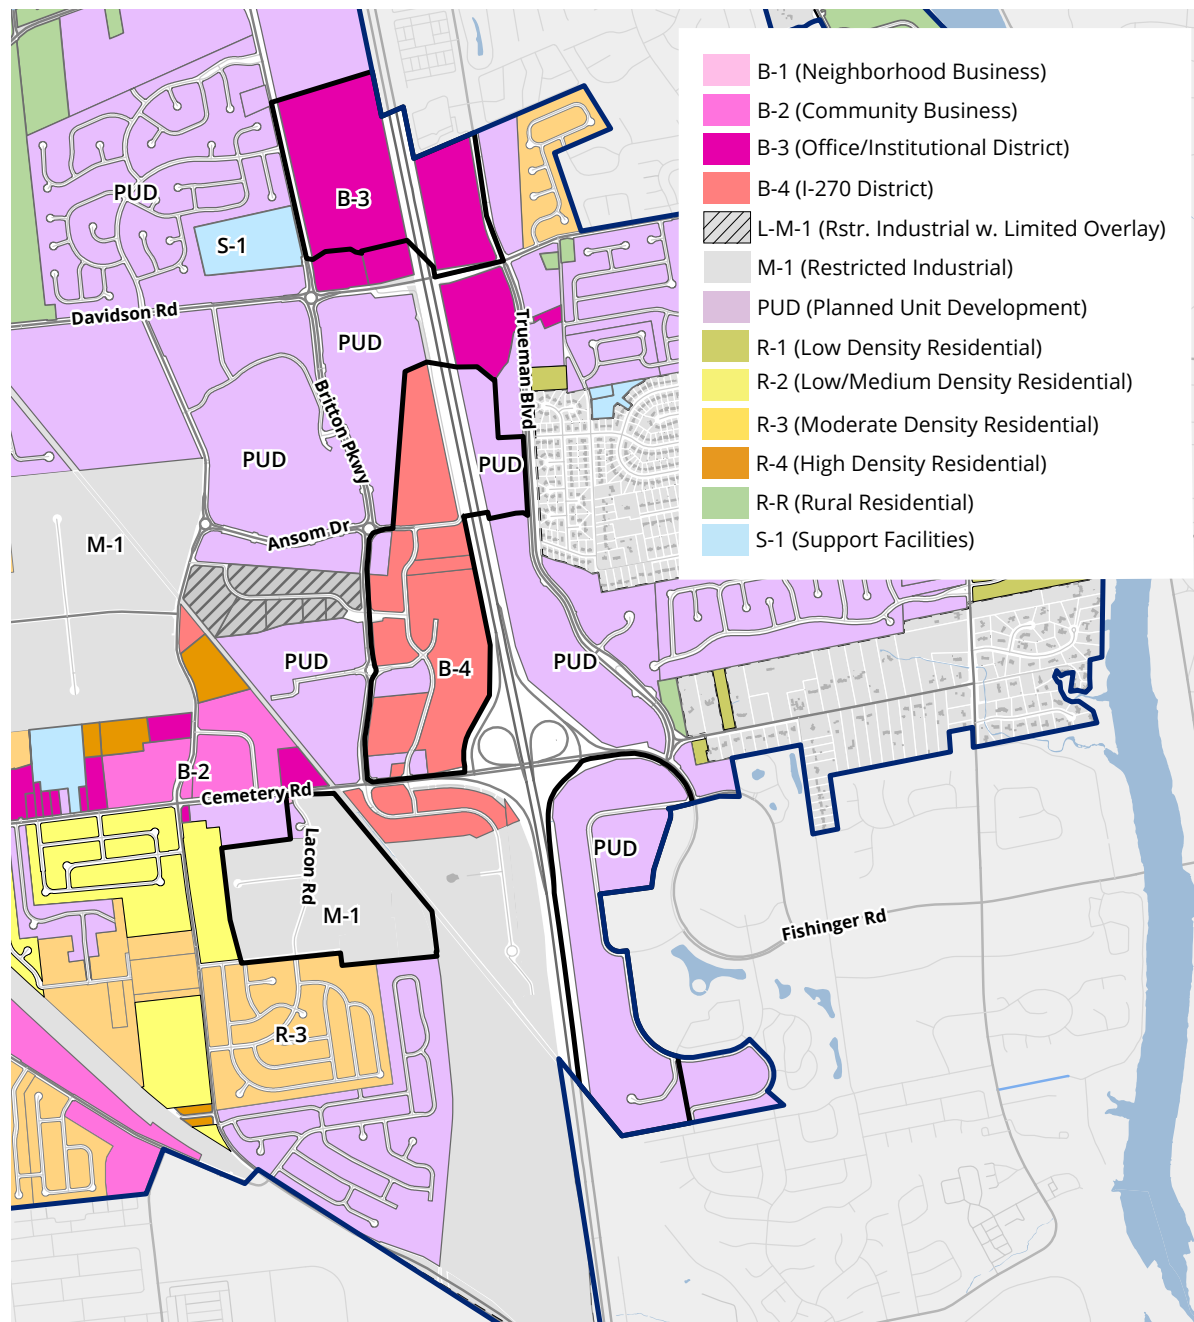 B-1 (Neighborhood Business)
B-2 (Community Business)
B-3 (Office/Institutional District)
B-4 (I-270 District)
L-M-1 (Rstr. Industrial w. Limited Overlay)
M-1 (Restricted Industrial)
PUD (Planned Unit Development)
R-1 (Low Density Residential)
R-2 (Low/Medium Density Residential)
R-3 (Moderate Density Residential)
R-4 (High Density Residential)
R-R (Rural Residential)
S-1 (Support Facilities)
PUD
B-3
S-1
Davidson Rd
PUD
Trueman Blvd
Britton Pkwy
PUD
PUD
Ansom Dr
M-1
PUD
B-4
PUD
B-2
Cemetery Rd
Lacon Rd
PUD
M-1
Fishinger Rd
R-3